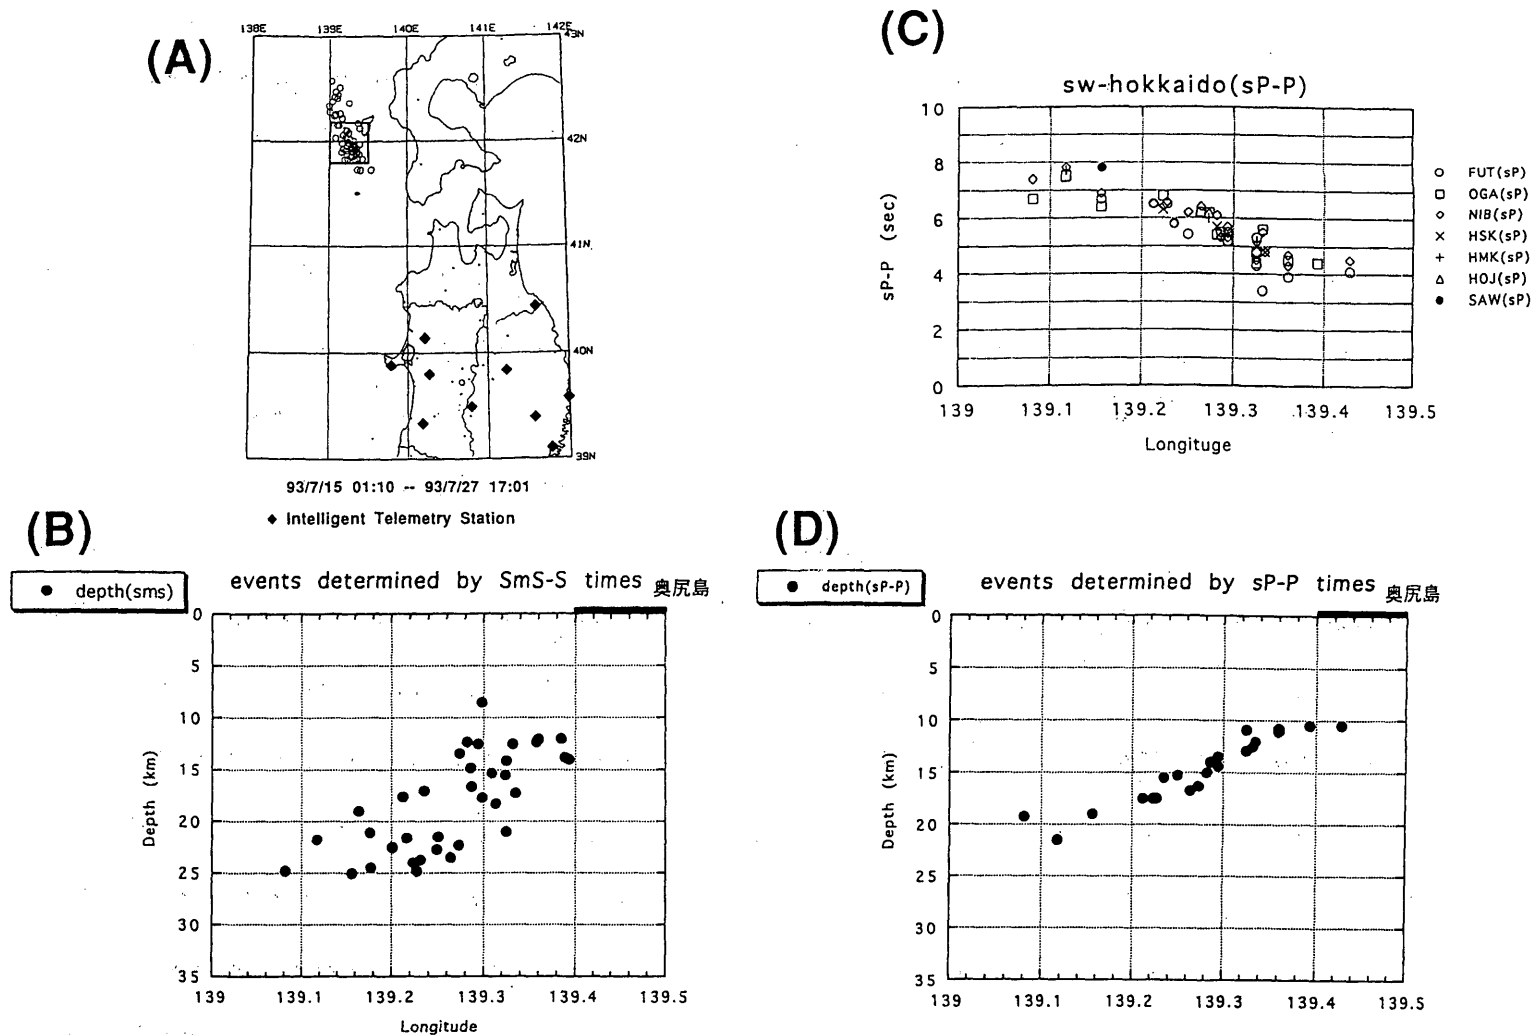 (A)
138E 139E 140E 141E 142E
43N
42N
41N
40N
39N
93/7/15 01:10 -- 93/7/27 17:01
◆ Intelligent Telemetry Station
(C)
sw-hokkaido(sP-P)
sP-P (sec)
10
8
6
4
2
0
139 139.1 139.2 139.3 139.4 139.5
Longituge
FUT(sP)
OGA(sP)
NIB(sP)
HSK(sP)
HMK(sP)
HOJ(sP)
SAW(sP)
(B)
depth(sms)
events determined by SmS-S times 奥尻島
Depth (km)
0
5
10
15
20
25
30
35
139 139.1 139.2 139.3 139.4 139.5
Longitude
(D)
depth(sP-P)
events determined by sP-P times 奥尻島
Depth (km)
0
5
10
15
20
25
30
35
139 139.1 139.2 139.3 139.4 139.5